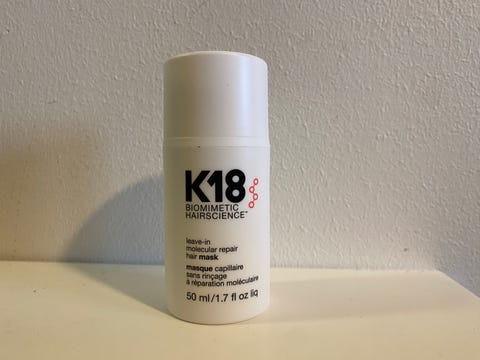 K18
BIOMIMETIC
HAIRSCIENCE™
leave-in
molecular repair
hair mask
masque capillaire
sans rinçage
à réparation moléculaire
50 ml/1.7 fl oz liq